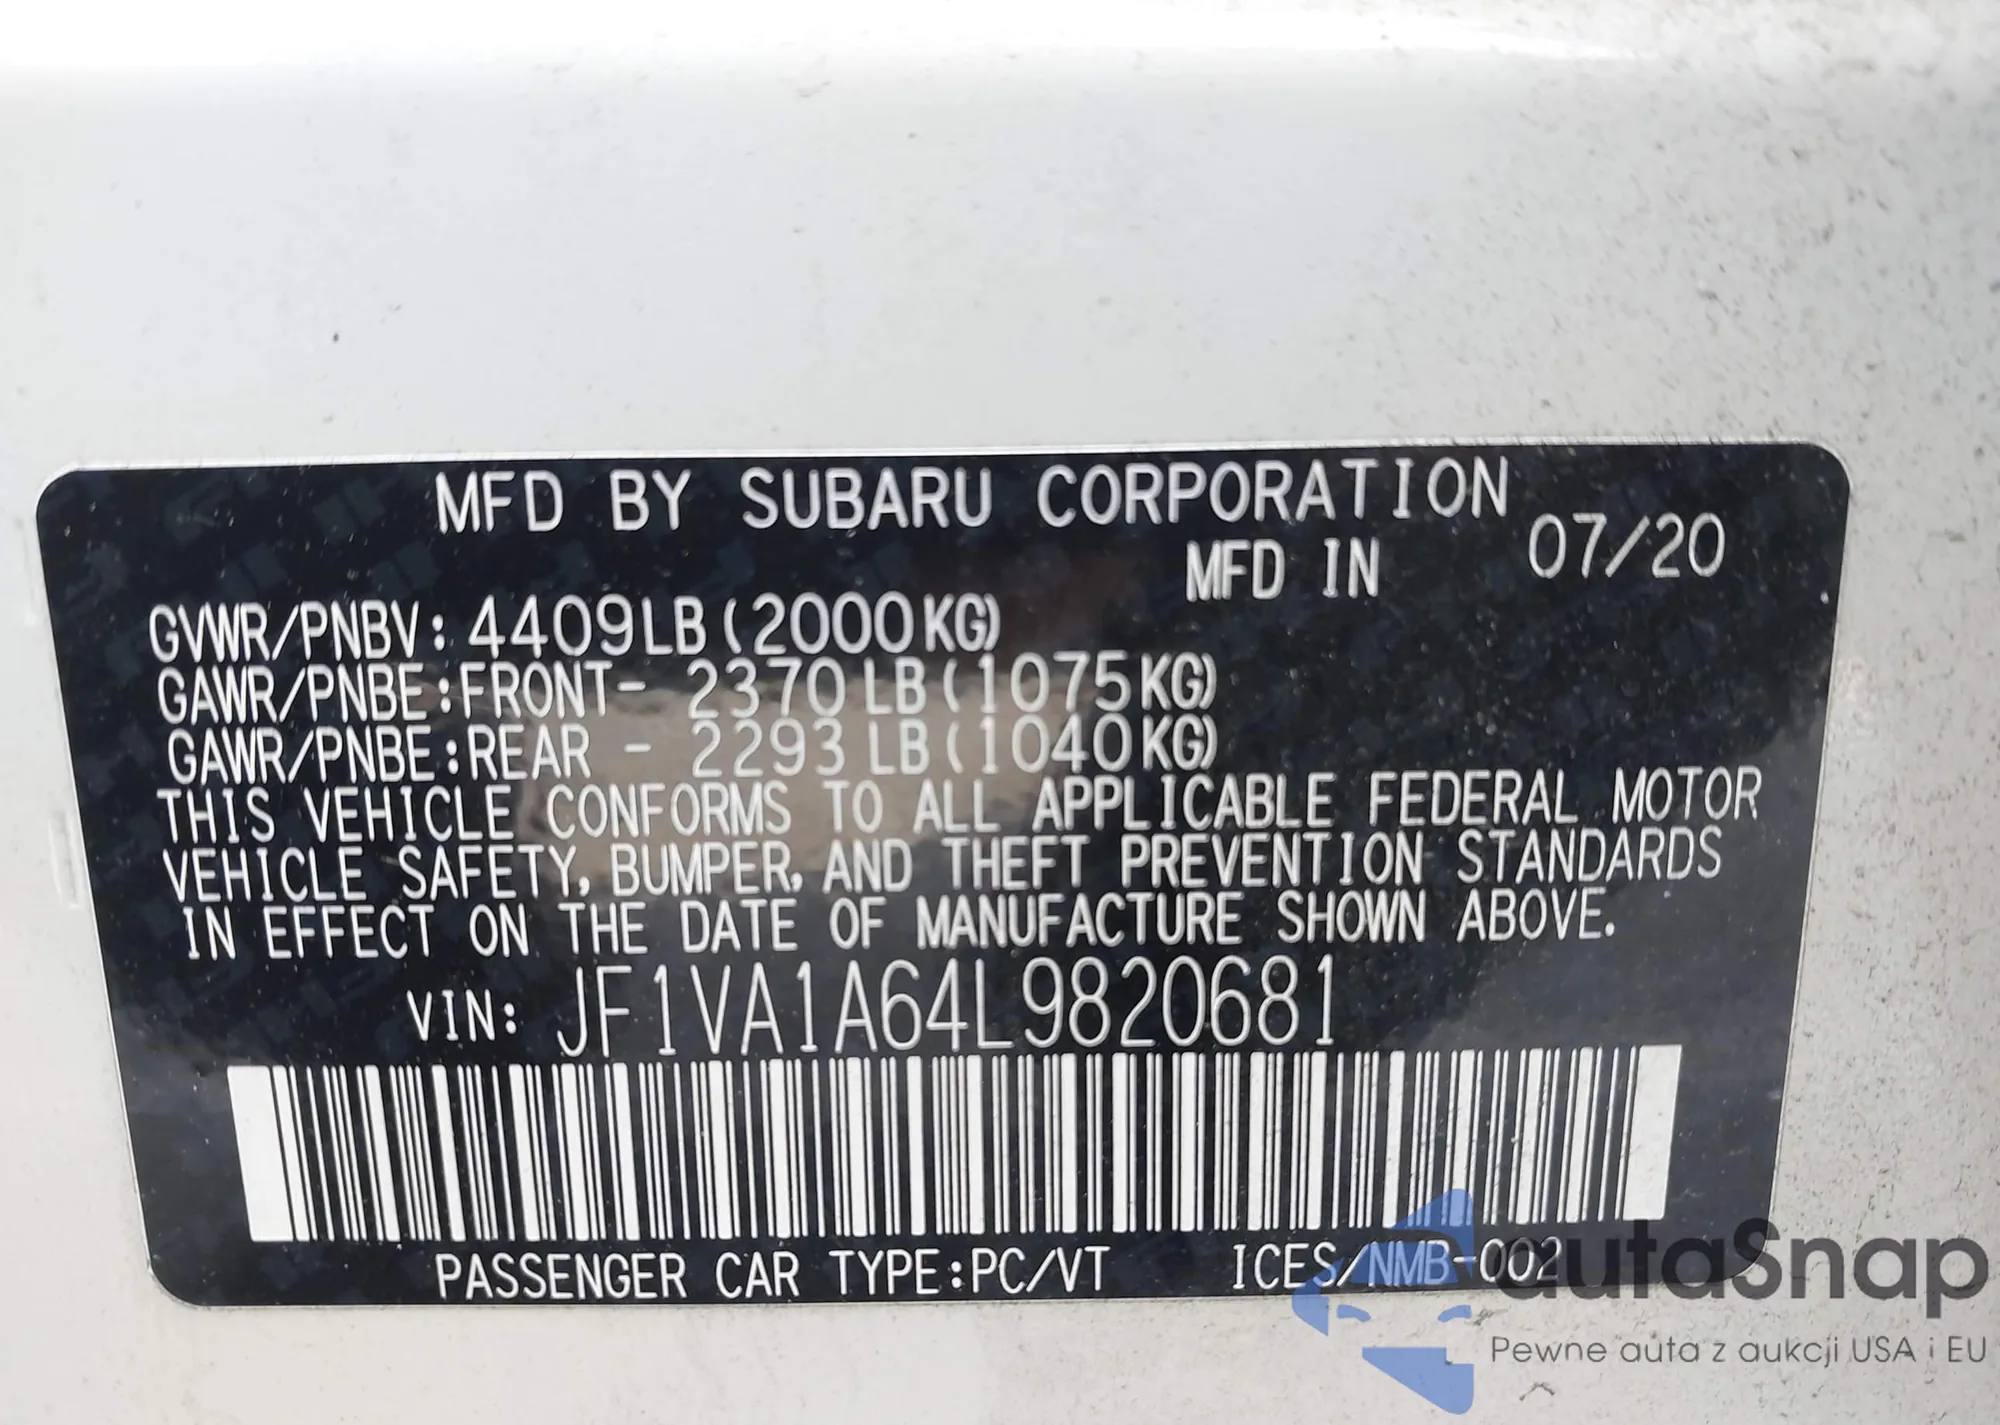 MFD BY SUBARU CORPORATION
MFD IN 07/20
GVWR/PNBV: 4409LB(2000KG)
GAWR/PNBE:FRONT- 2370LB(1075KG)
GAWR/PNBE:REAR - 2293LB(1040KG)
THIS VEHICLE CONFORMS TO ALL APPLICABLE FEDERAL MOTOR
VEHICLE SAFETY, BUMPER, AND THEFT PREVENTION STANDARDS
IN EFFECT ON THE DATE OF MANUFACTURE SHOWN ABOVE.
VIN: JF1VA1A64L9820681
PASSENGER CAR TYPE:PC/VT ICES/NMB-002
autaSnap
Pewne auta z aukcji USA i EU